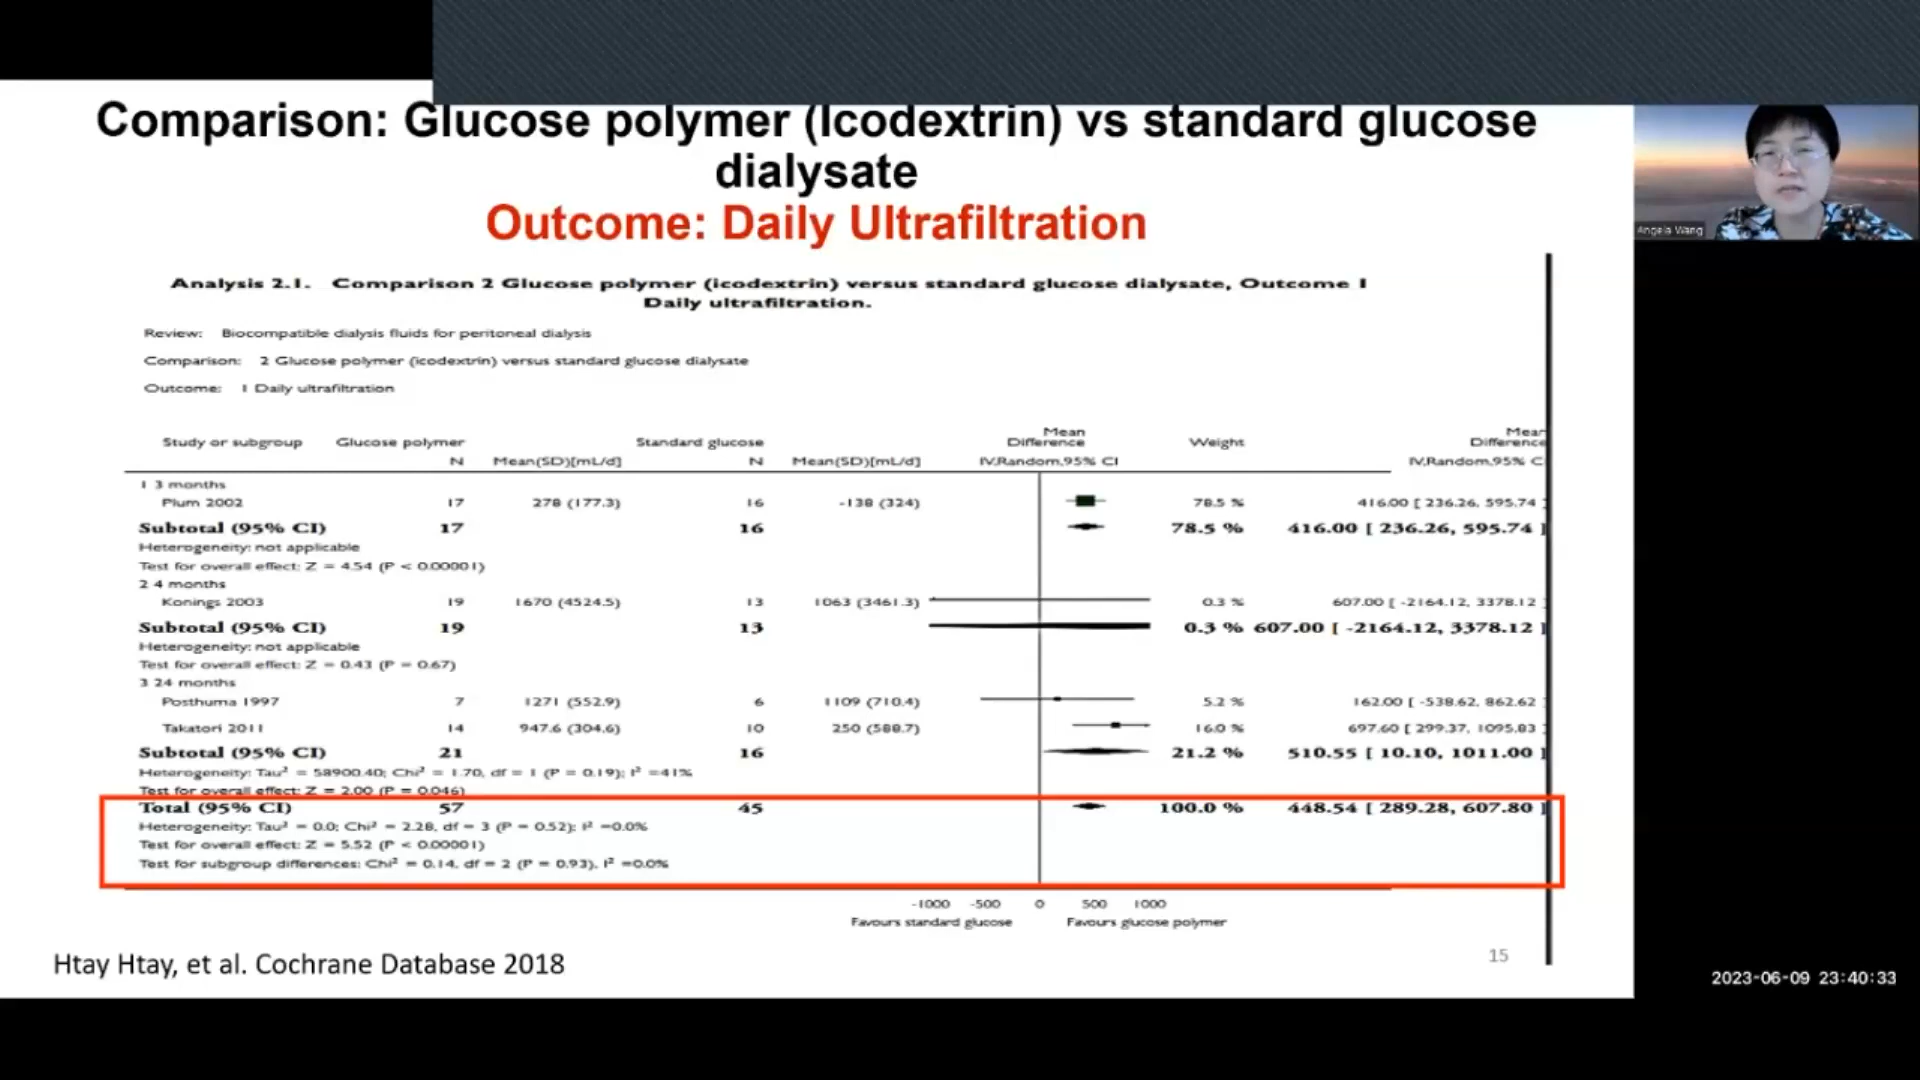 Comparison: Glucose polymer (Icodextrin) vs standard glucose
dialysate
Outcome: Daily Ultrafiltration
Angela Wang
Analysis 2.1. Comparison 2 Glucose polymer (icodextrin) versus standard glucose dialysate, Outcome 1
Daily ultrafiltration.
Review: Biocompatible dialysis fluids for peritoneal dialysis
Comparison: 2 Glucose polymer (icodextrin) versus standard glucose dialysate
Outcome: 1 Daily ultrafiltration
Mean Mean
Study or subgroup Glucose polymer Standard glucose Difference Weight Difference
N Mean(SD)[mL/d] N Mean(SD)[mL/d] IV,Random,95% CI IV,Random,95% C
1 3 months
Plum 2002 17 278 (177.3) 16 -138 (324) 78.5 % 416.00 [ 236.26, 595.74 ]
Subtotal (95% CI) 17 16 78.5 % 416.00 [ 236.26, 595.74 ]
Heterogeneity: not applicable
Test for overall effect: Z = 4.54 (P < 0.00001)
2 4 months
Konings 2003 19 1670 (4524.5) 13 1063 (3461.3) 0.3 % 607.00 [ -2164.12, 3378.12 ]
Subtotal (95% CI) 19 13 0.3 % 607.00 [ -2164.12, 3378.12 ]
Heterogeneity: not applicable
Test for overall effect: Z = 0.43 (P = 0.67)
3 24 months
Posthuma 1997 7 1271 (552.9) 6 1109 (710.4) 5.2 % 162.00 [ -538.62, 862.62 ]
Takatori 2011 14 947.6 (304.6) 10 250 (588.7) 16.0 % 697.60 [ 299.37, 1095.83 ]
Subtotal (95% CI) 21 16 21.2 % 510.55 [ 10.10, 1011.00 ]
Heterogeneity: Tau² = 58900.40; Chi² = 1.70, df = 1 (P = 0.19); I² =41%
Test for overall effect: Z = 2.00 (P = 0.046)
Total (95% CI) 57 45 100.0 % 448.54 [ 289.28, 607.80 ]
Heterogeneity: Tau² = 0.0; Chi² = 2.28, df = 3 (P = 0.52); I² =0.0%
Test for overall effect: Z = 5.52 (P < 0.00001)
Test for subgroup differences: Chi² = 0.14, df = 2 (P = 0.93), I² =0.0%
-1000 -500 0 500 1000
Favours standard glucose Favours glucose polymer
Htay Htay, et al. Cochrane Database 2018
15
2023-06-09 23:40:33